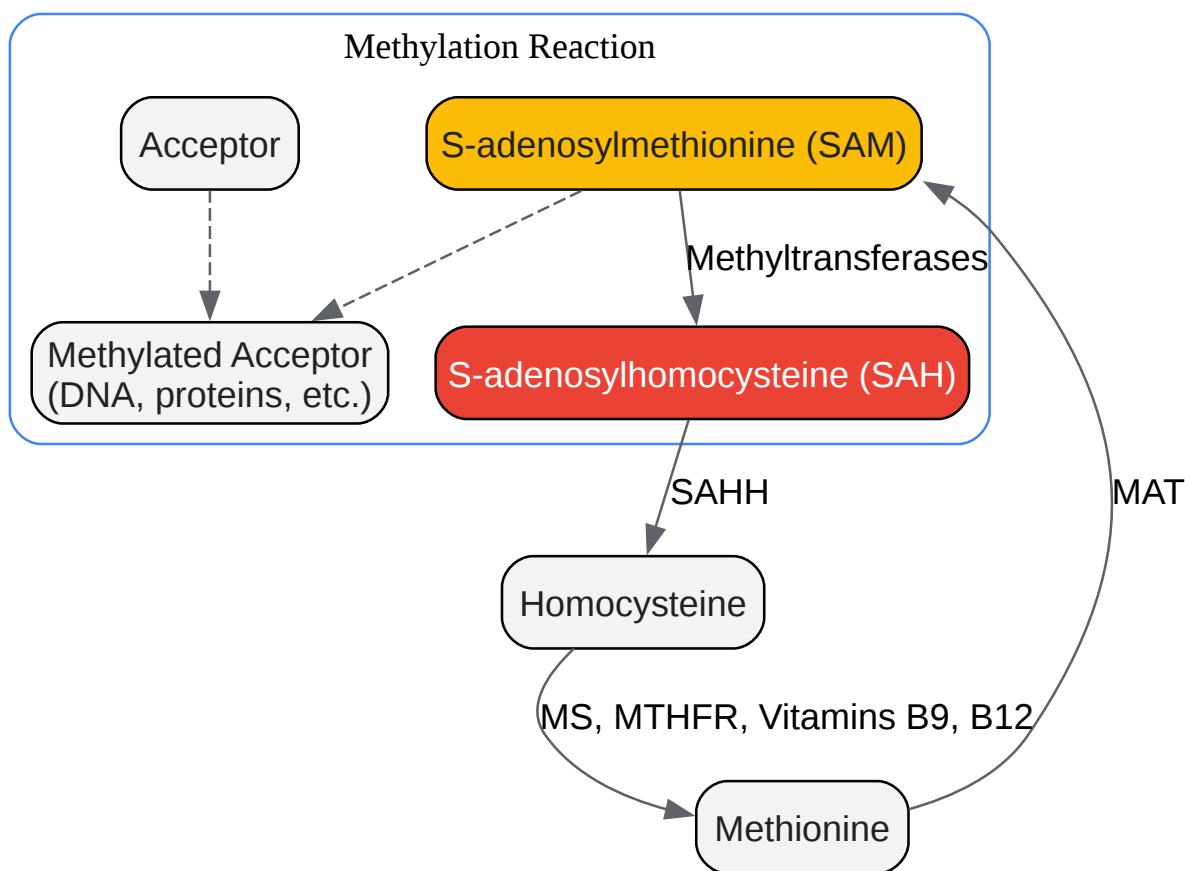 Methylation Reaction
Acceptor
S-adenosylmethionine (SAM)
Methyltransferases
Methylated Acceptor
(DNA, proteins, etc.)
S-adenosylhomocysteine (SAH)
SAHH
MAT
Homocysteine
MS, MTHFR, Vitamins B9, B12
Methionine